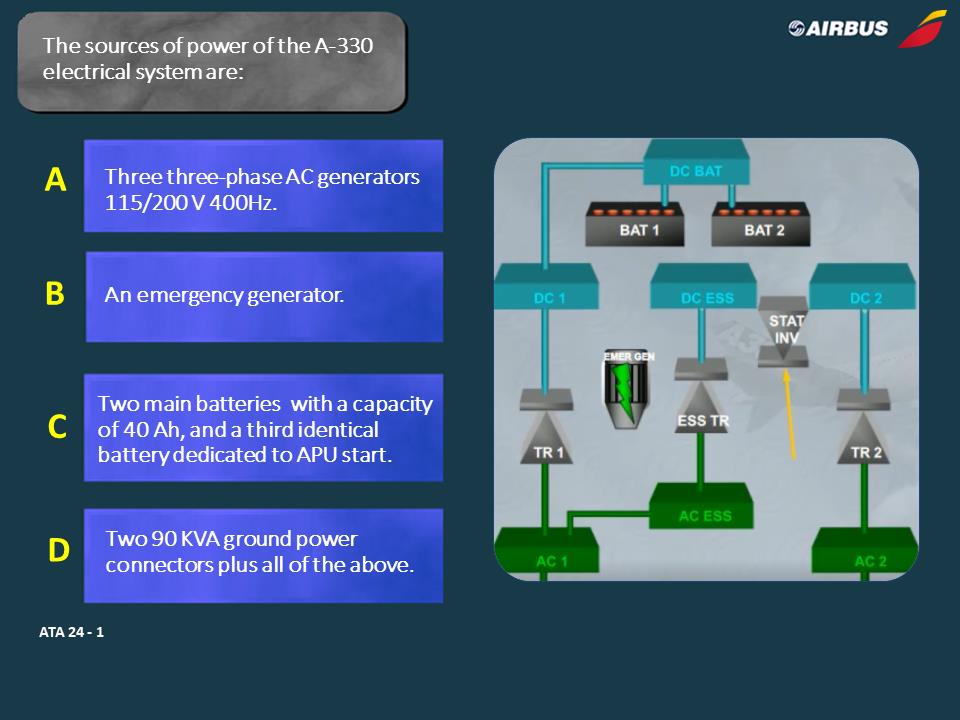 The sources of power of the A-330
electrical system are:
AIRBUS
A
Three three-phase AC generators
115/200 V 400Hz.
B
An emergency generator.
C
Two main batteries with a capacity
of 40 Ah, and a third identical
battery dedicated to APU start.
D
Two 90 KVA ground power
connectors plus all of the above.
ATA 24 - 1
DC BAT
BAT 1
BAT 2
DC 1
DC ESS
DC 2
STAT
INV
EMER GEN
ESS TR
TR 1
TR 2
AC ESS
AC 1
AC 2